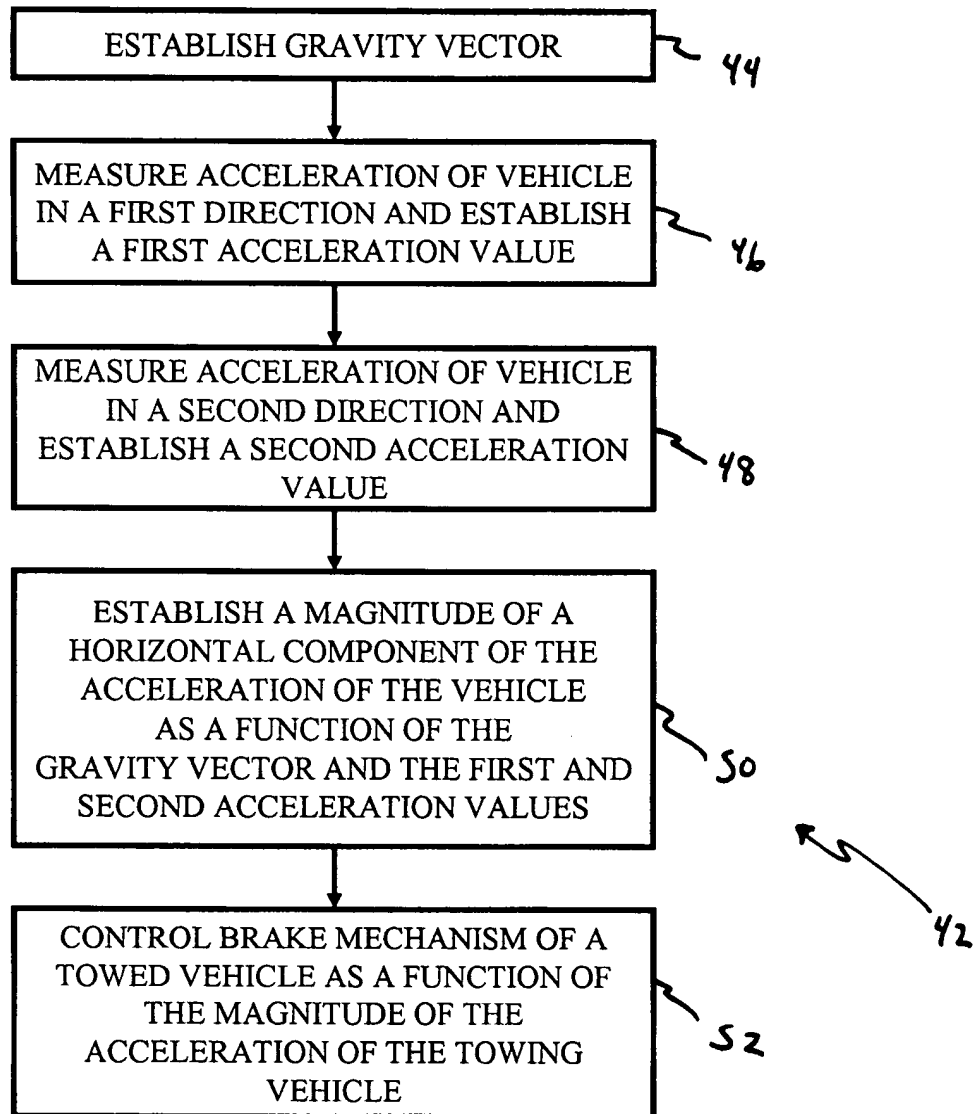 ESTABLISH GRAVITY VECTOR
44
MEASURE ACCELERATION OF VEHICLE
IN A FIRST DIRECTION AND ESTABLISH
A FIRST ACCELERATION VALUE
46
MEASURE ACCELERATION OF VEHICLE
IN A SECOND DIRECTION AND
ESTABLISH A SECOND ACCELERATION
VALUE
48
ESTABLISH A MAGNITUDE OF A
HORIZONTAL COMPONENT OF THE
ACCELERATION OF THE VEHICLE
AS A FUNCTION OF THE
GRAVITY VECTOR AND THE FIRST AND
SECOND ACCELERATION VALUES
50
42
CONTROL BRAKE MECHANISM OF A
TOWED VEHICLE AS A FUNCTION OF
THE MAGNITUDE OF THE
ACCELERATION OF THE TOWING
VEHICLE
52